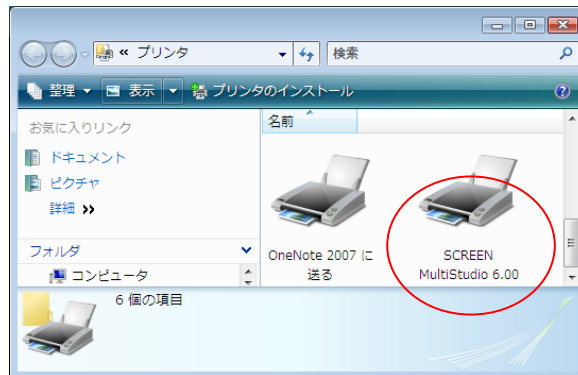 « プリンタ
検索
整理
表示
プリンタのインストール
お気に入りリンク
ドキュメント
ピクチャ
詳細 »
フォルダ
コンピュータ
名前
OneNote 2007 に
送る
SCREEN
MultiStudio 6.00
6 個の項目